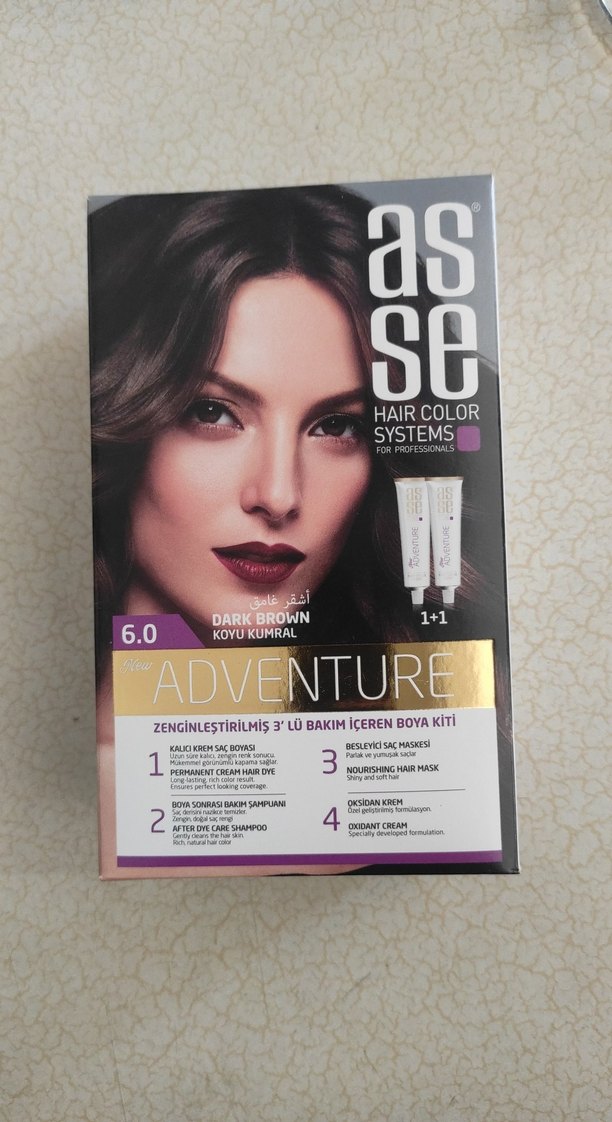 as
se®
HAIR COLOR
SYSTEMS
FOR PROFESSIONALS
as
se
New ADVENTURE
as
se
New ADVENTURE
1+1
أشقر غامق
DARK BROWN
KOYU KUMRAL
6.0
New
ADVENTURE
ZENGİNLEŞTİRİLMİŞ 3' LÜ BAKIM İÇEREN BOYA KİTİ
1
KALICI KREM SAÇ BOYASI
Uzun süre kalıcı, zengin renk sonucu.
Mükemmel görünümlü kapama sağlar.
PERMANENT CREAM HAIR DYE
Long-lasting, rich color result.
Ensures perfect looking coverage.
2
BOYA SONRASI BAKIM ŞAMPUANI
Saç derisini nazikce temizler.
Zengin, doğal saç rengi
AFTER DYE CARE SHAMPOO
Gently cleans the hair skin.
Rich, natural hair color
3
BESLEYİCİ SAÇ MASKESİ
Parlak ve yumuşak saçlar
NOURISHING HAIR MASK
Shiny and soft hair
4
OKSİDAN KREM
Özel geliştirilmiş formülasyon.
OXIDANT CREAM
Specially developed formulation.